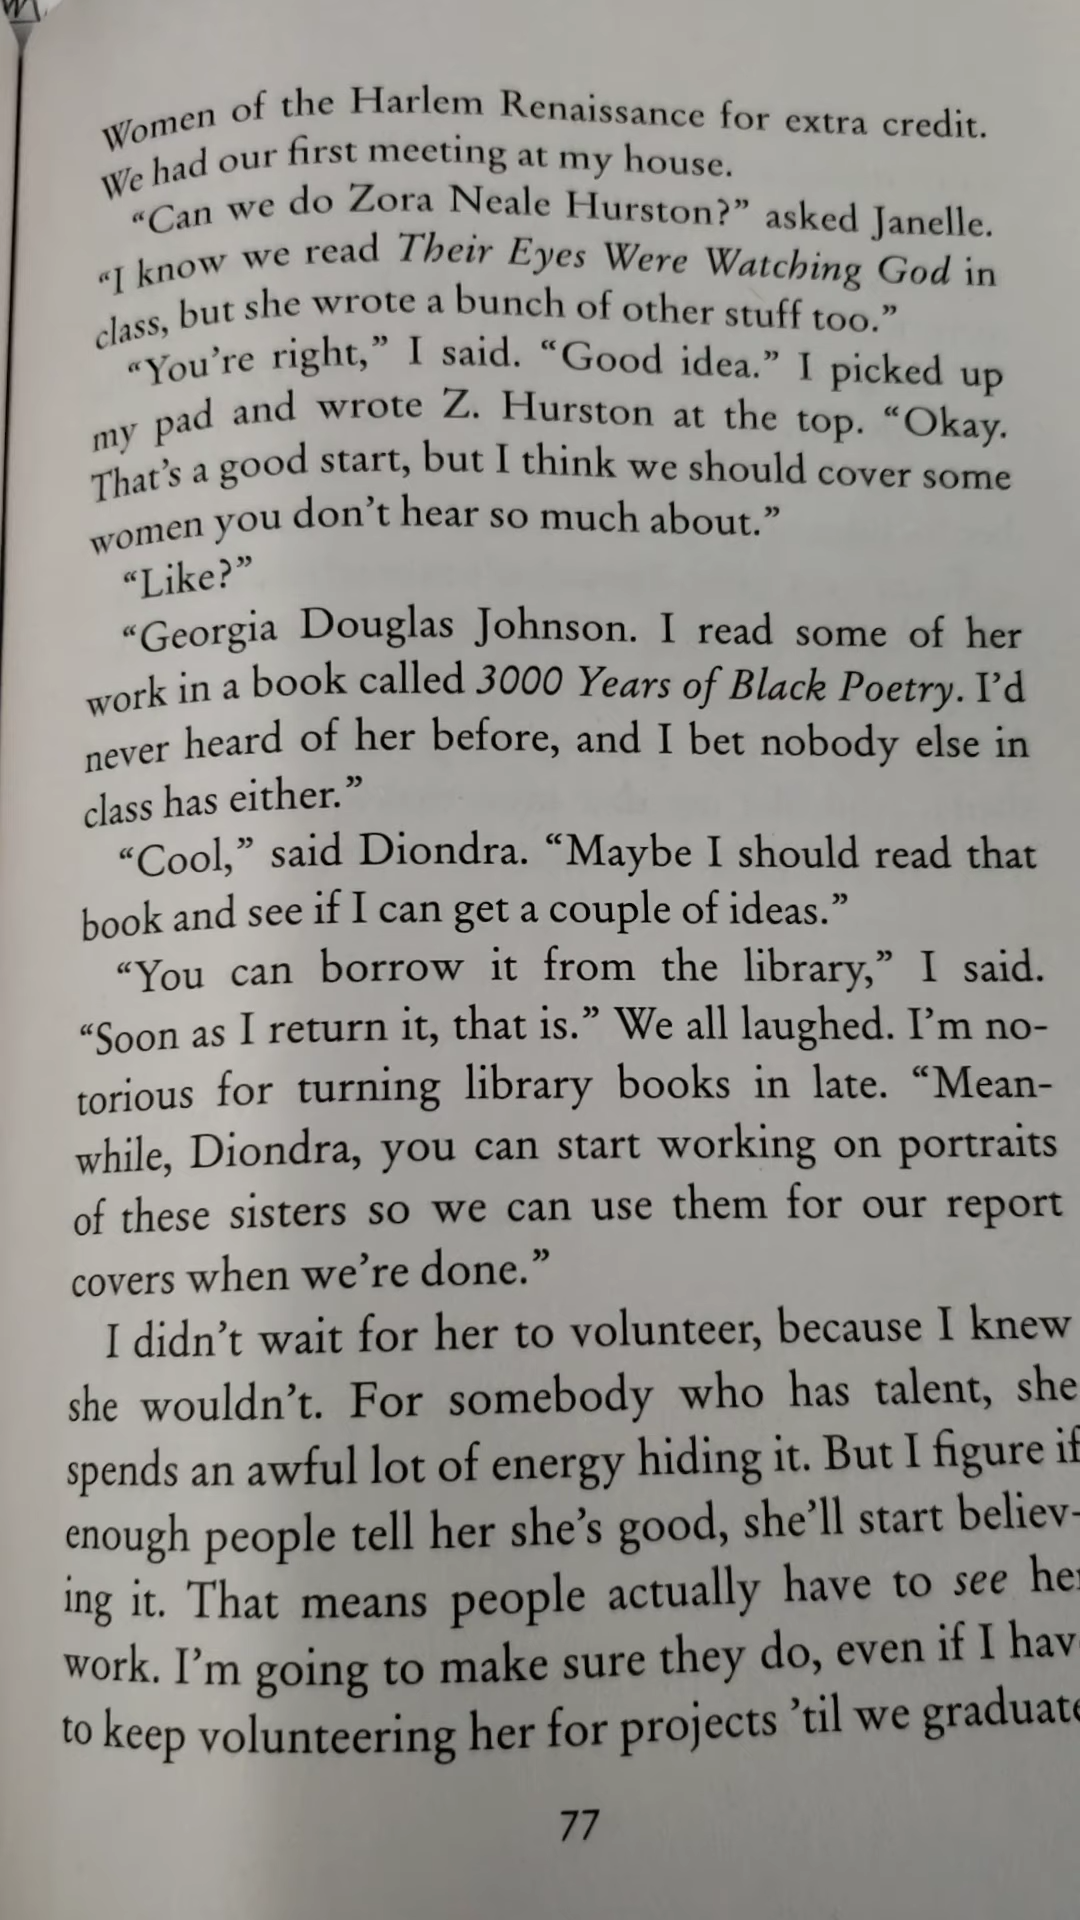 Women of the Harlem Renaissance for extra credit.
We had our first meeting at my house.
“Can we do Zora Neale Hurston?” asked Janelle.
“I know we read Their Eyes Were Watching God in
class, but she wrote a bunch of other stuff too.”
“You’re right,” I said. “Good idea.” I picked up
my pad and wrote Z. Hurston at the top. “Okay.
That’s a good start, but I think we should cover some
women you don’t hear so much about.”
“Like?”
“Georgia Douglas Johnson. I read some of her
work in a book called 3000 Years of Black Poetry. I’d
never heard of her before, and I bet nobody else in
class has either.”
“Cool,” said Diondra. “Maybe I should read that
book and see if I can get a couple of ideas.”
“You can borrow it from the library,” I said.
“Soon as I return it, that is.” We all laughed. I’m no-
torious for turning library books in late. “Mean-
while, Diondra, you can start working on portraits
of these sisters so we can use them for our report
covers when we’re done.”
I didn’t wait for her to volunteer, because I knew
she wouldn’t. For somebody who has talent, she
spends an awful lot of energy hiding it. But I figure if
enough people tell her she’s good, she’ll start believ-
ing it. That means people actually have to see her
work. I’m going to make sure they do, even if I hav
to keep volunteering her for projects ’til we graduate
77